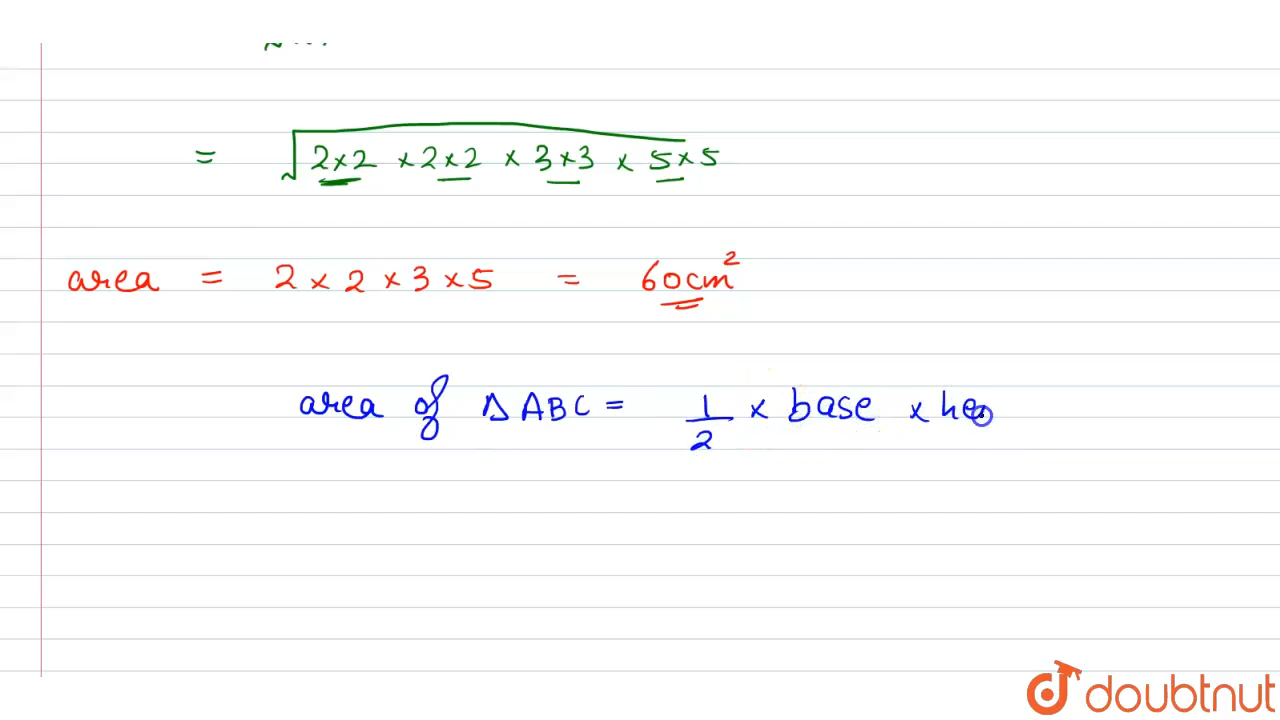 = √2×2 ×2×2 × 3×3 × 5×5
area = 2 × 2 × 3 × 5 = 60cm²
area of Δ ABC = 1/2 × base × he
doubtnut